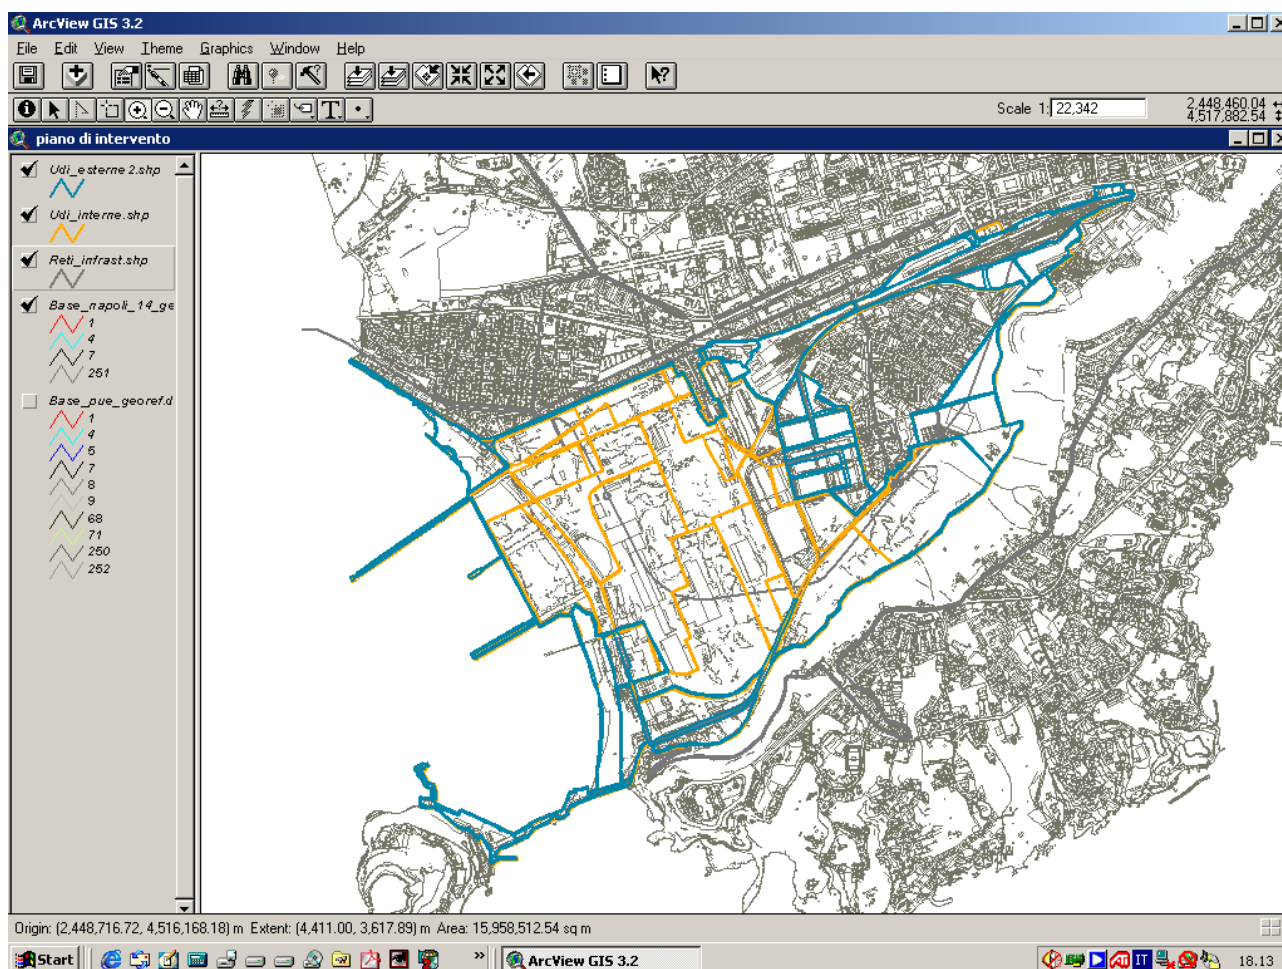 ArcView GIS 3.2
File Edit View Theme Graphics Window Help
Scale 1: 22,342
2,448,460.04
4,517,882.54
piano di intervento
Udi_esterne 2.shp
Udi_interne.shp
Reti_infrast.shp
Base_napoli_14_ge
1
4
7
251
Base_pue_georef.d
1
4
5
7
8
9
68
71
250
252
Origin: (2,448,716.72, 4,516,168.18) m Extent: (4,411.00, 3,617.89) m Area: 15,958,512.54 sq m
Start » ArcView GIS 3.2 IT 18.13